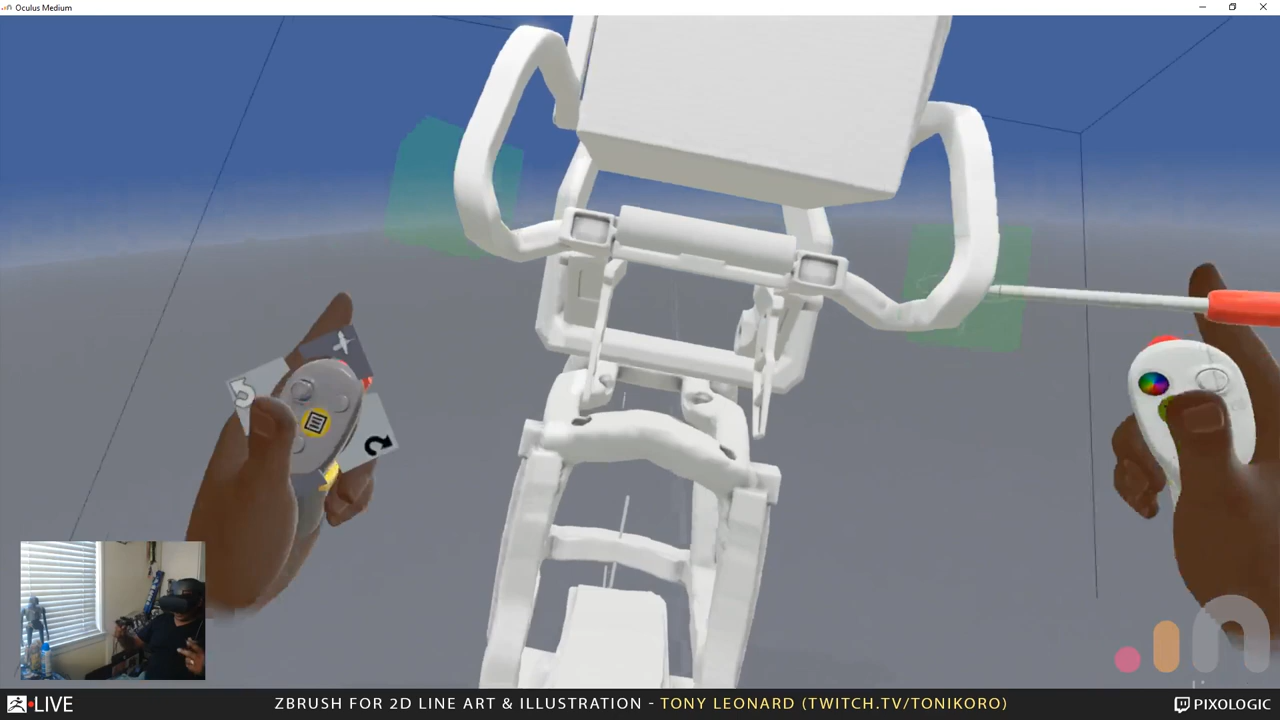 Oculus Medium
LIVE
ZBRUSH FOR 2D LINE ART & ILLUSTRATION - TONY LEONARD (TWITCH.TV/TONIKORO)
PIXOLOGIC